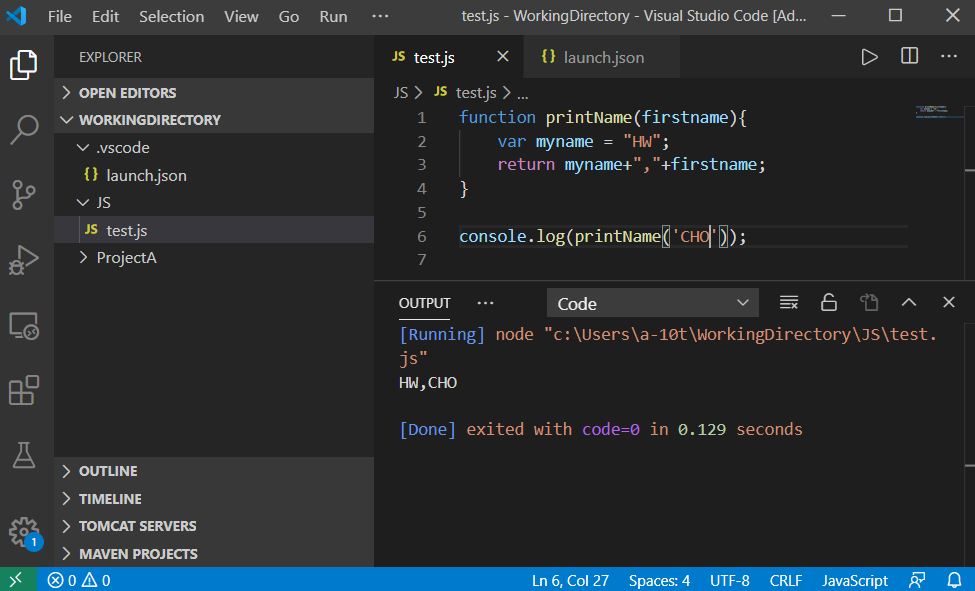 File Edit Selection View Go Run ··· test.js - WorkingDirectory - Visual Studio Code [Ad...
EXPLORER
OPEN EDITORS
WORKINGDIRECTORY
.vscode
{} launch.json
JS
JS test.js
ProjectA
OUTLINE
TIMELINE
TOMCAT SERVERS
MAVEN PROJECTS
JS test.js {} launch.json ···
JS > JS test.js > ...
1 function printName(firstname){
2 var myname = "HW";
3 return myname+","+firstname;
4 }
5
6 console.log(printName('CHO'));
7
OUTPUT ··· Code
[Running] node "c:\Users\a-10t\WorkingDirectory\JS\test.
js"
HW,CHO
[Done] exited with code=0 in 0.129 seconds
1
0 0 Ln 6, Col 27 Spaces: 4 UTF-8 CRLF JavaScript